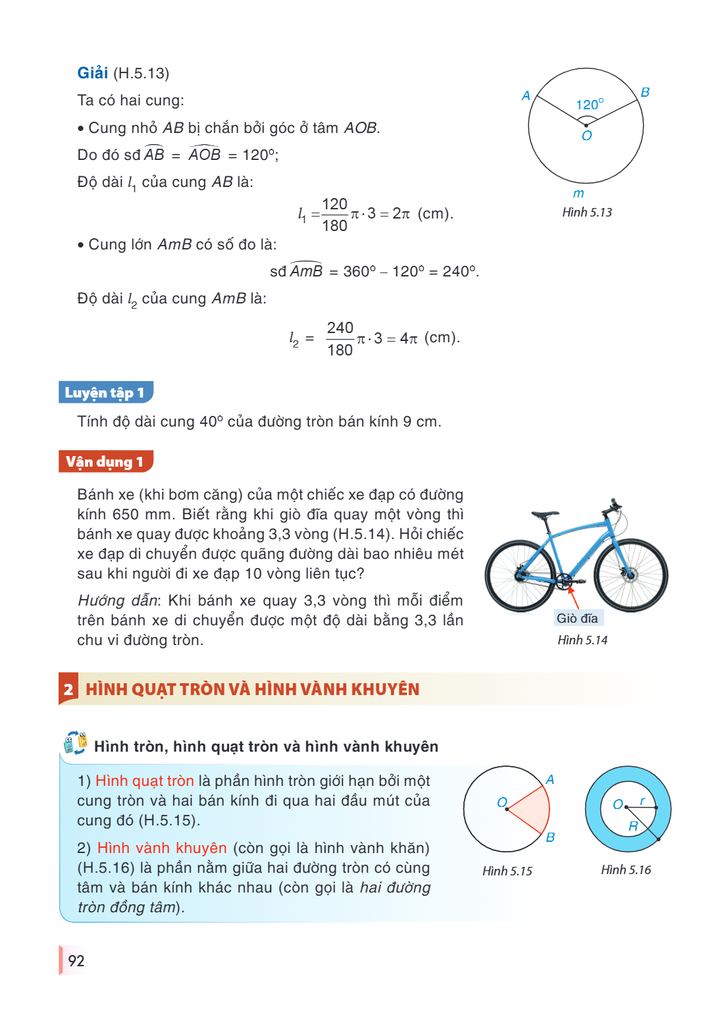 Giải (H.5.13)
Ta có hai cung:
• Cung nhỏ AB bị chắn bởi góc ở tâm AOB.
Do đó sđ AB = AOB = 120º;
Độ dài l₁ của cung AB là:
l₁ = 120/180 π · 3 = 2π (cm).
• Cung lớn AmB có số đo là:
sđ AmB = 360º – 120º = 240º.
Độ dài l₂ của cung AmB là:
l₂ = 240/180 π · 3 = 4π (cm).
A
B
120°
O
m
Hình 5.13
Luyện tập 1
Tính độ dài cung 40º của đường tròn bán kính 9 cm.
Vận dụng 1
Bánh xe (khi bơm căng) của một chiếc xe đạp có đường
kính 650 mm. Biết rằng khi giò đĩa quay một vòng thì
bánh xe quay được khoảng 3,3 vòng (H.5.14). Hỏi chiếc
xe đạp di chuyển được quãng đường dài bao nhiêu mét
sau khi người đi xe đạp 10 vòng liên tục?
Hướng dẫn: Khi bánh xe quay 3,3 vòng thì mỗi điểm
trên bánh xe di chuyển được một độ dài bằng 3,3 lần
chu vi đường tròn.
Giò đĩa
Hình 5.14
2 HÌNH QUẠT TRÒN VÀ HÌNH VÀNH KHUYÊN
Hình tròn, hình quạt tròn và hình vành khuyên
1) Hình quạt tròn là phần hình tròn giới hạn bởi một
cung tròn và hai bán kính đi qua hai đầu mút của
cung đó (H.5.15).
2) Hình vành khuyên (còn gọi là hình vành khăn)
(H.5.16) là phần nằm giữa hai đường tròn có cùng
tâm và bán kính khác nhau (còn gọi là hai đường
tròn đồng tâm).
A
O
B
Hình 5.15
O
r
R
Hình 5.16
92